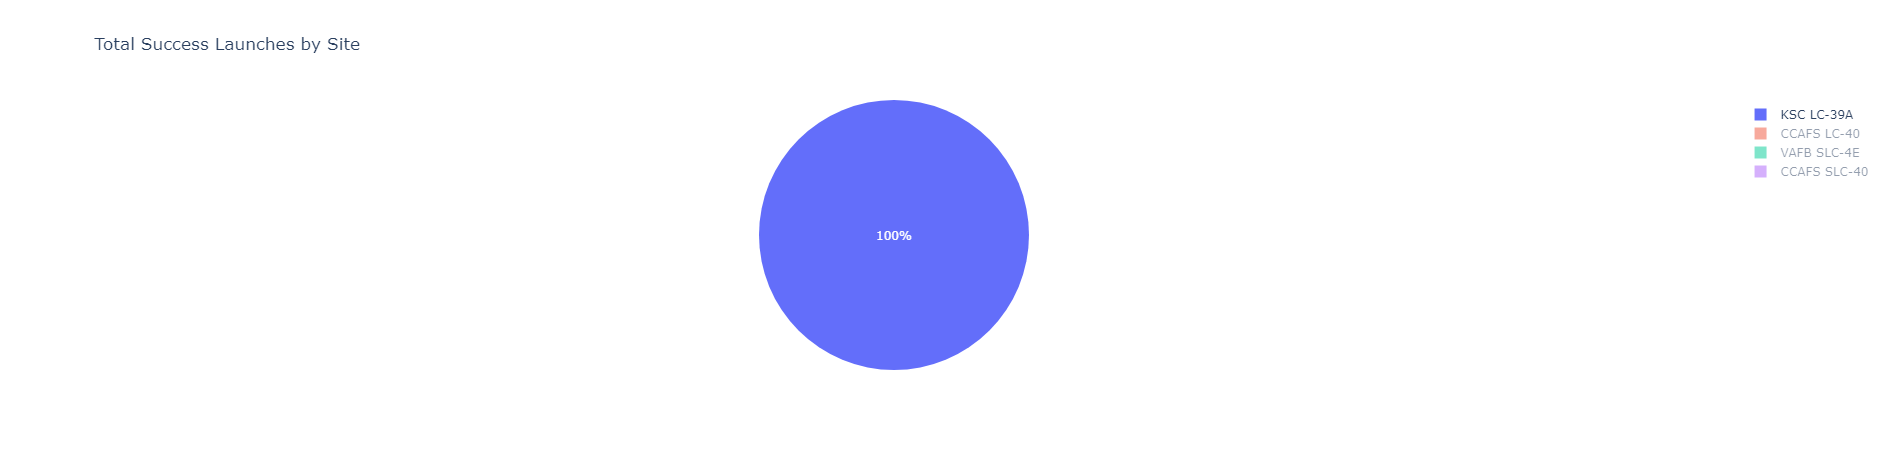 Total Success Launches by Site
KSC LC-39A
CCAFS LC-40
VAFB SLC-4E
CCAFS SLC-40
100%